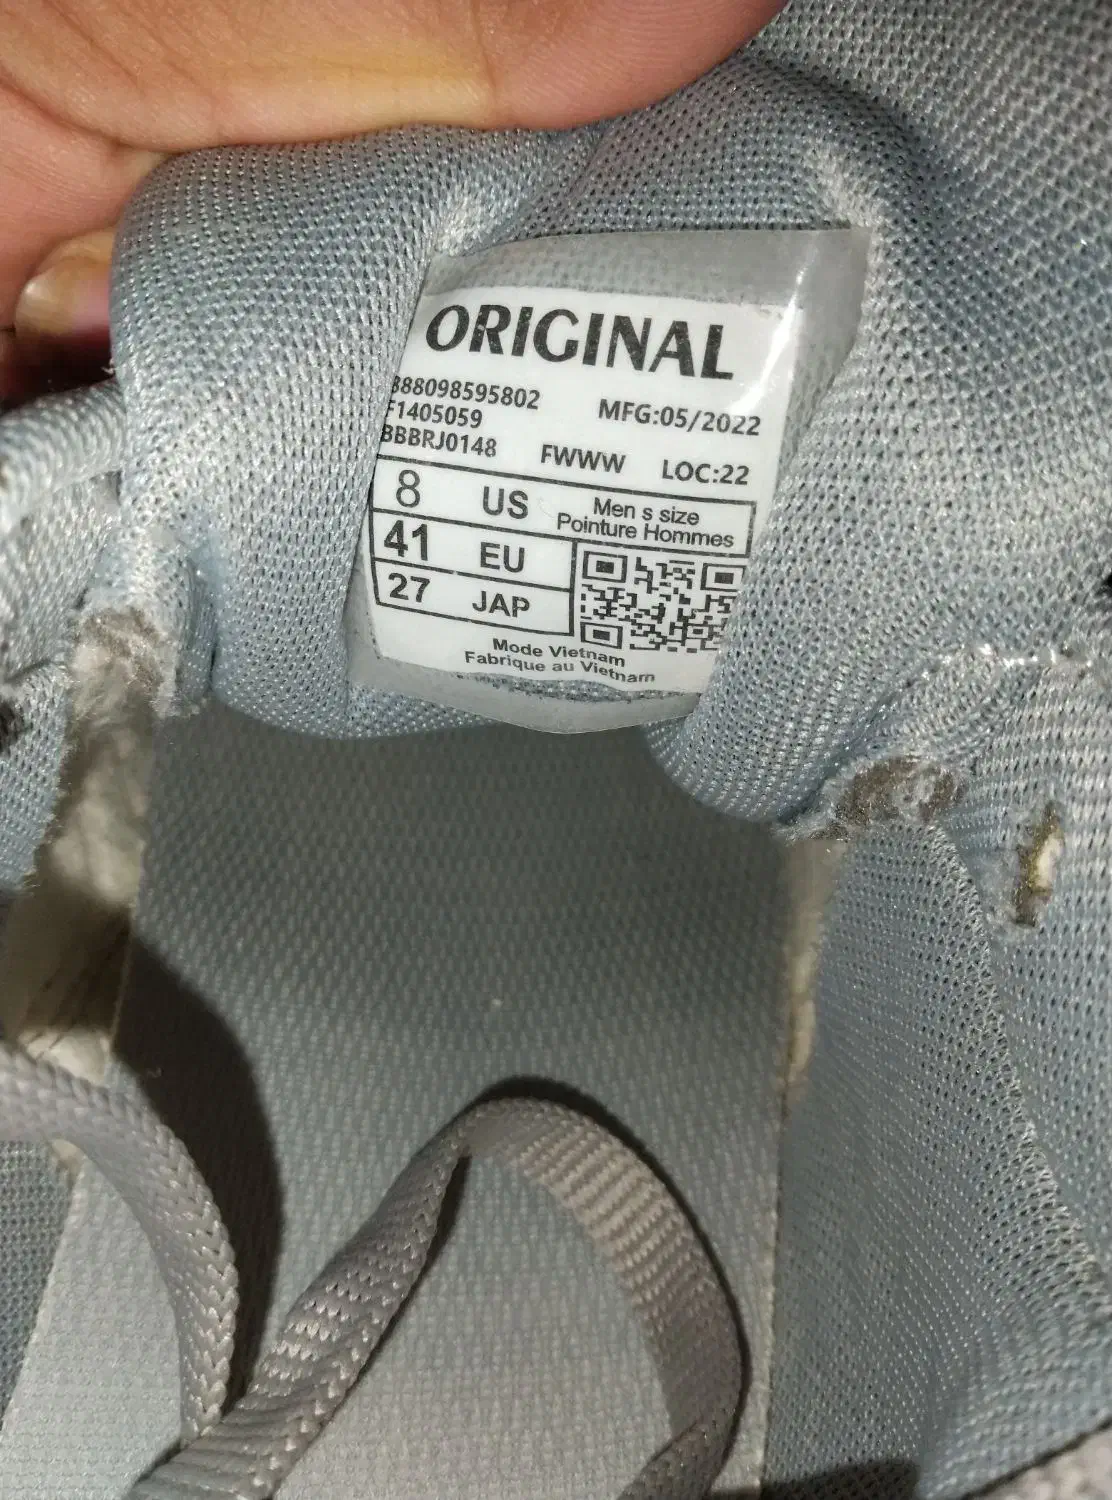 ORIGINAL
888098595802
F1405059 MFG:05/2022
BBBRJ0148 FWWW LOC:22
8 US Men s size
Pointure Hommes
41 EU
27 JAP
Mode Vietnam
Fabrique au Vietnam